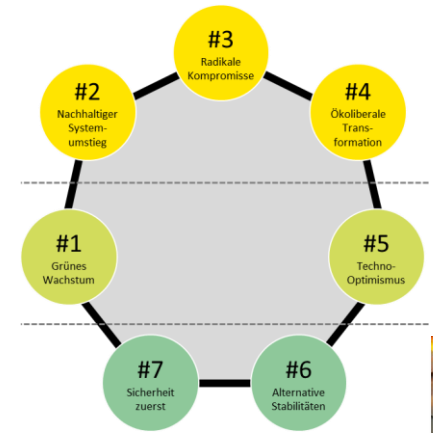 #3
Radikale
Kompromisse
#2
Nachhaltiger
System-
umstieg
#4
Ökoliberale
Trans-
formation
#1
Grünes
Wachstum
#5
Techno-
Optimismus
#7
Sicherheit
zuerst
#6
Alternative
Stabilitäten